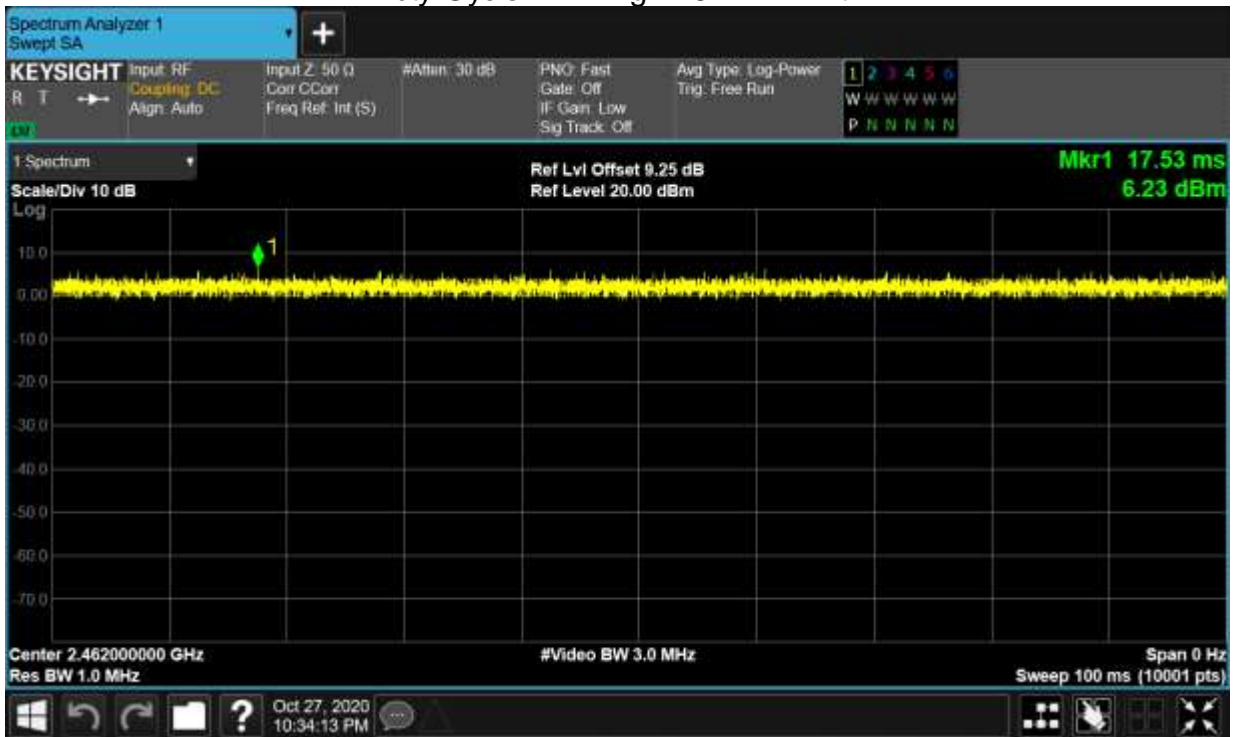 Spectrum Analyzer 1
Swept SA
+
KEYSIGHT
R T
Input: RF
Coupling: DC
Align: Auto
Input Z: 50 Ω
Corr CCorr
Freq Ref: Int (S)
#Atten: 30 dB
PNO: Fast
Gate: Off
IF Gain: Low
Sig Track: Off
Avg Type: Log-Power
Trig: Free Run
1 2 3 4 5 6
W W W W W W
P N N N N N
1 Spectrum
Scale/Div 10 dB
Ref Lvl Offset 9.25 dB
Ref Level 20.00 dBm
Mkr1 17.53 ms
6.23 dBm
Log
1
10.0
0.00
-10.0
-20.0
-30.0
-40.0
-50.0
-60.0
-70.0
Center 2.462000000 GHz
Res BW 1.0 MHz
#Video BW 3.0 MHz
Span 0 Hz
Sweep 100 ms (10001 pts)
?
Oct 27, 2020
10:34:13 PM